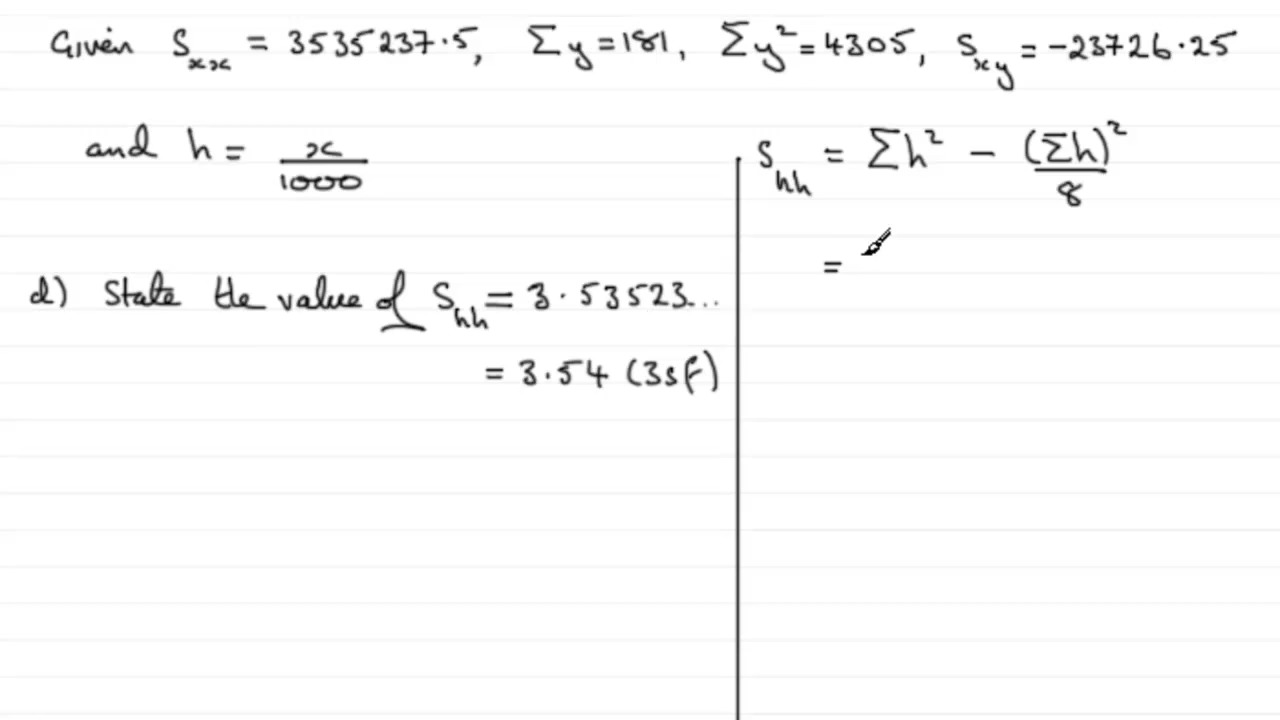 Given Sxx = 3535237.5, Σy = 181, Σy² = 4305, Sxy = -23726.25
and h = x/1000
d) State the value of Shh = 3.53523...
= 3.54 (3sf)
Shh = Σh² - (Σh)²/8
=